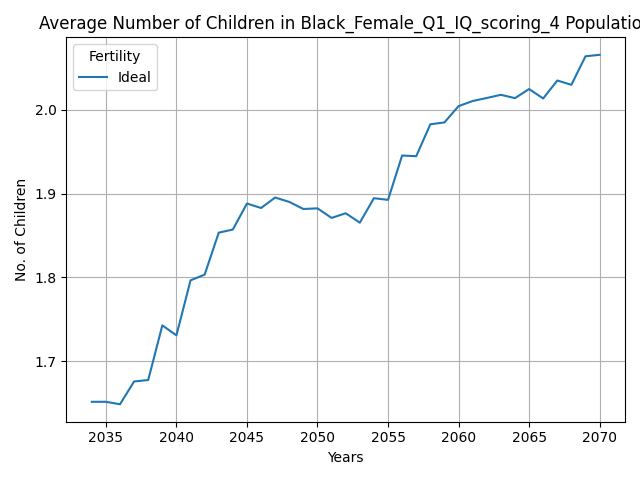 Average Number of Children in Black_Female_Q1_IQ_scoring_4 Populatio
Fertility
Ideal
No. of Children
2.0
1.9
1.8
1.7
2035 2040 2045 2050 2055 2060 2065 2070
Years